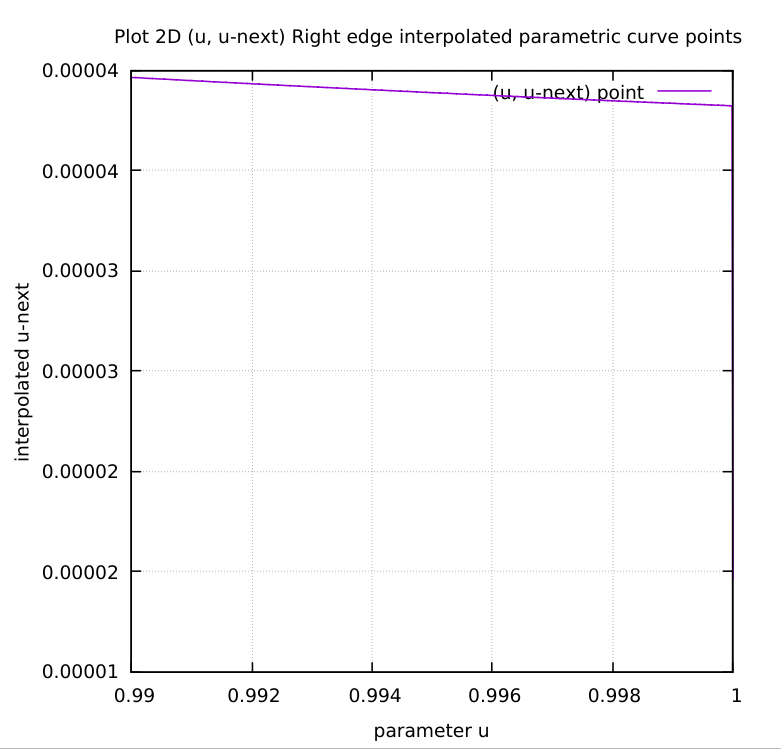 Plot 2D (u, u-next) Right edge interpolated parametric curve points
0.00004
(u, u-next) point
0.00004
0.00003
0.00003
0.00002
0.00002
0.00001
interpolated u-next
0.99 0.992 0.994 0.996 0.998 1
parameter u